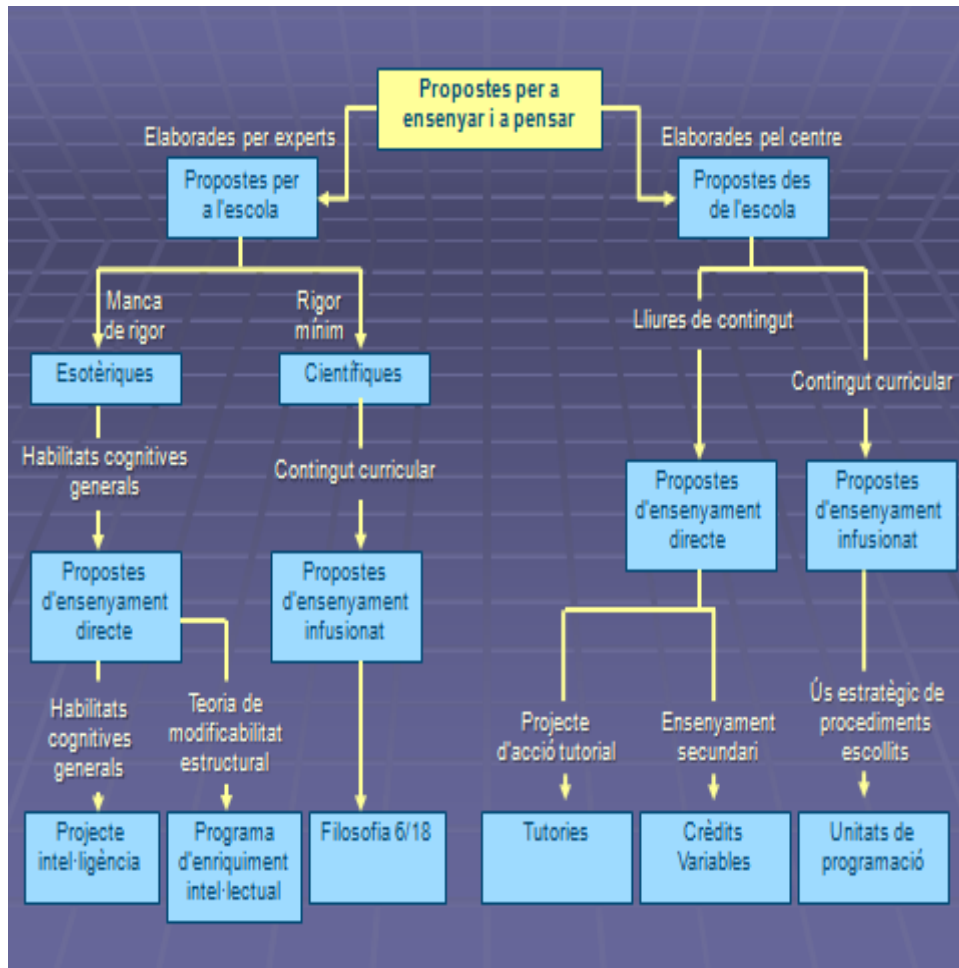 Propostes per a
ensenyar i a pensar
Elaborades per experts
Elaborades pel centre
Propostes per
a l'escola
Propostes des
de l'escola
Manca
de rigor
Rigor
mínim
Lliures de contingut
Contingut curricular
Esotèriques
Científiques
Habilitats cognitives
generals
Contingut curricular
Propostes
d'ensenyament
directe
Propostes
d'ensenyament
infusionat
Propostes
d'ensenyament
directe
Propostes
d'ensenyament
infusionat
Habilitats
cognitives
generals
Teoria de
modificabilitat
estructural
Projecte
d'acció tutorial
Ensenyament
secundari
Ús estratègic de
procediments
escollits
Projecte
intel·ligència
Programa
d'enriquiment
intel·lectual
Filosofia 6/18
Tutories
Crèdits
Variables
Unitats de
programació